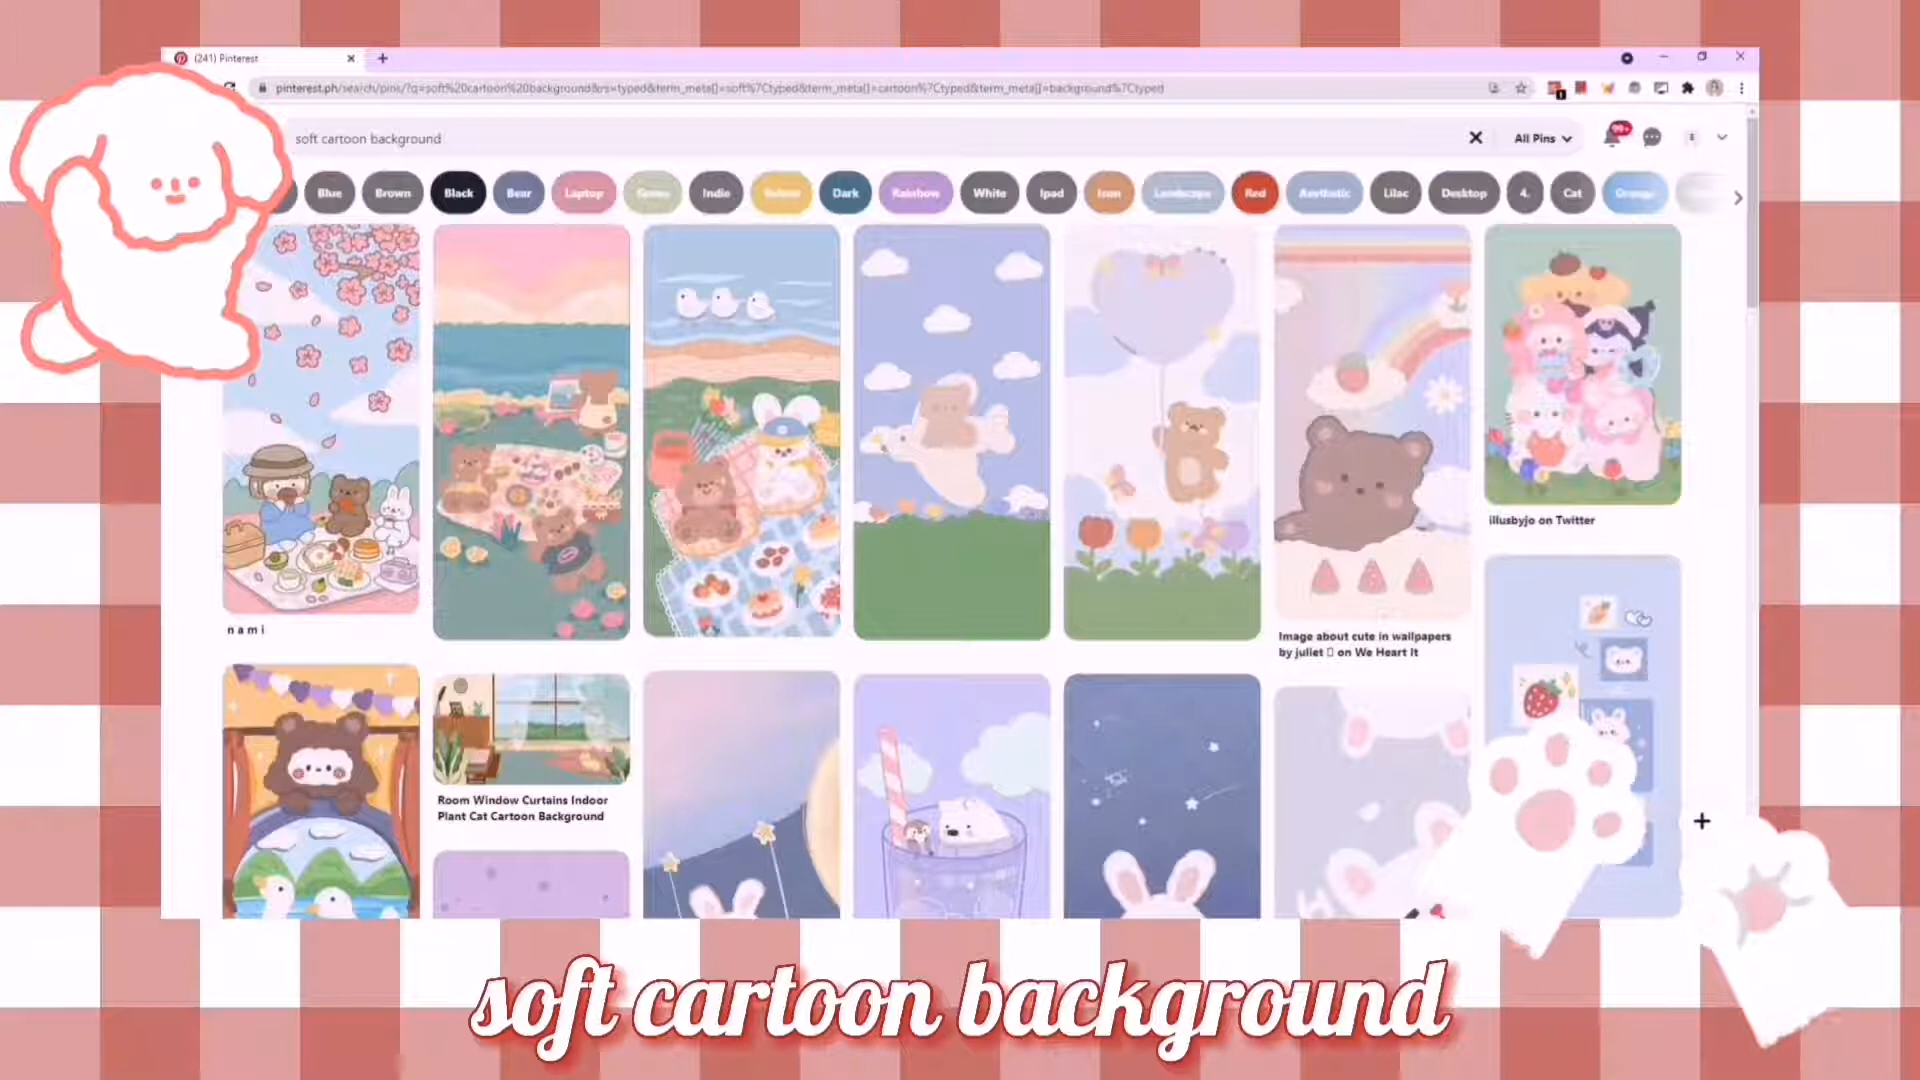 (241) Pinterest
pinterest.ph/search/pins/?q=soft%20cartoon%20background&rs=typed&term_meta[]=soft%7Ctyped&term_meta[]=cartoon%7Ctyped&term_meta[]=background%7Ctyped
soft cartoon background
All Pins
99+
Blue
Brown
Black
Bear
Laptop
Indie
Dark
Rainbow
White
Ipad
Icon
Landscape
Red
Aesthetic
Lilac
Desktop
4.
Cat
Orange
illusbyjo on Twitter
n a m i
Image about cute in wallpapers
by juliet on We Heart It
Room Window Curtains Indoor
Plant Cat Cartoon Background
soft cartoon background